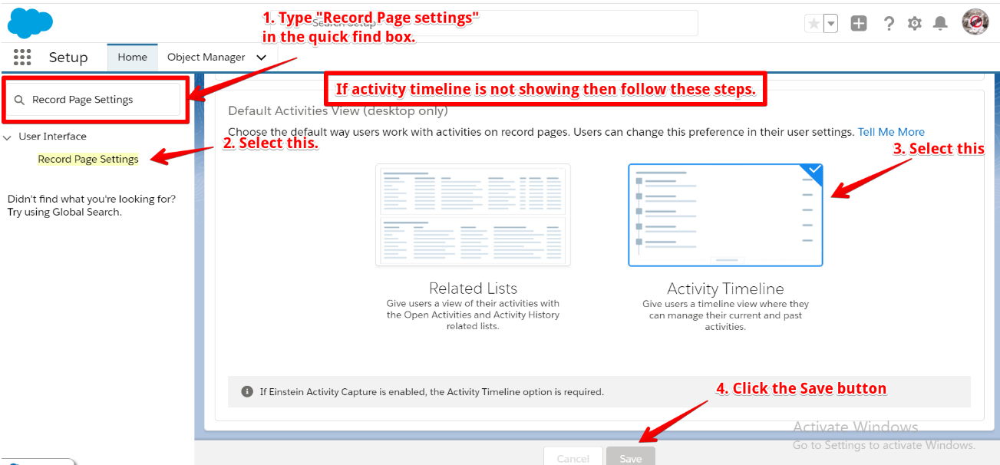 1. Type "Record Page settings"
in the quick find box.
Search Setup
Setup
Home
Object Manager
Record Page Settings
If activity timeline is not showing then follow these steps.
Default Activities View (desktop only)
User Interface
Choose the default way users work with activities on record pages. Users can change this preference in their user settings. Tell Me More
2. Select this.
3. Select this
Record Page Settings
Didn't find what you're looking for?
Try using Global Search.
Related Lists
Give users a view of their activities with
the Open Activities and Activity History
related lists.
Activity Timeline
Give users a timeline view where they
can manage their current and past
activities.
If Einstein Activity Capture is enabled, the Activity Timeline option is required.
4. Click the Save button
Activate Windows
Go to Settings to activate Windows.
Cancel
Save